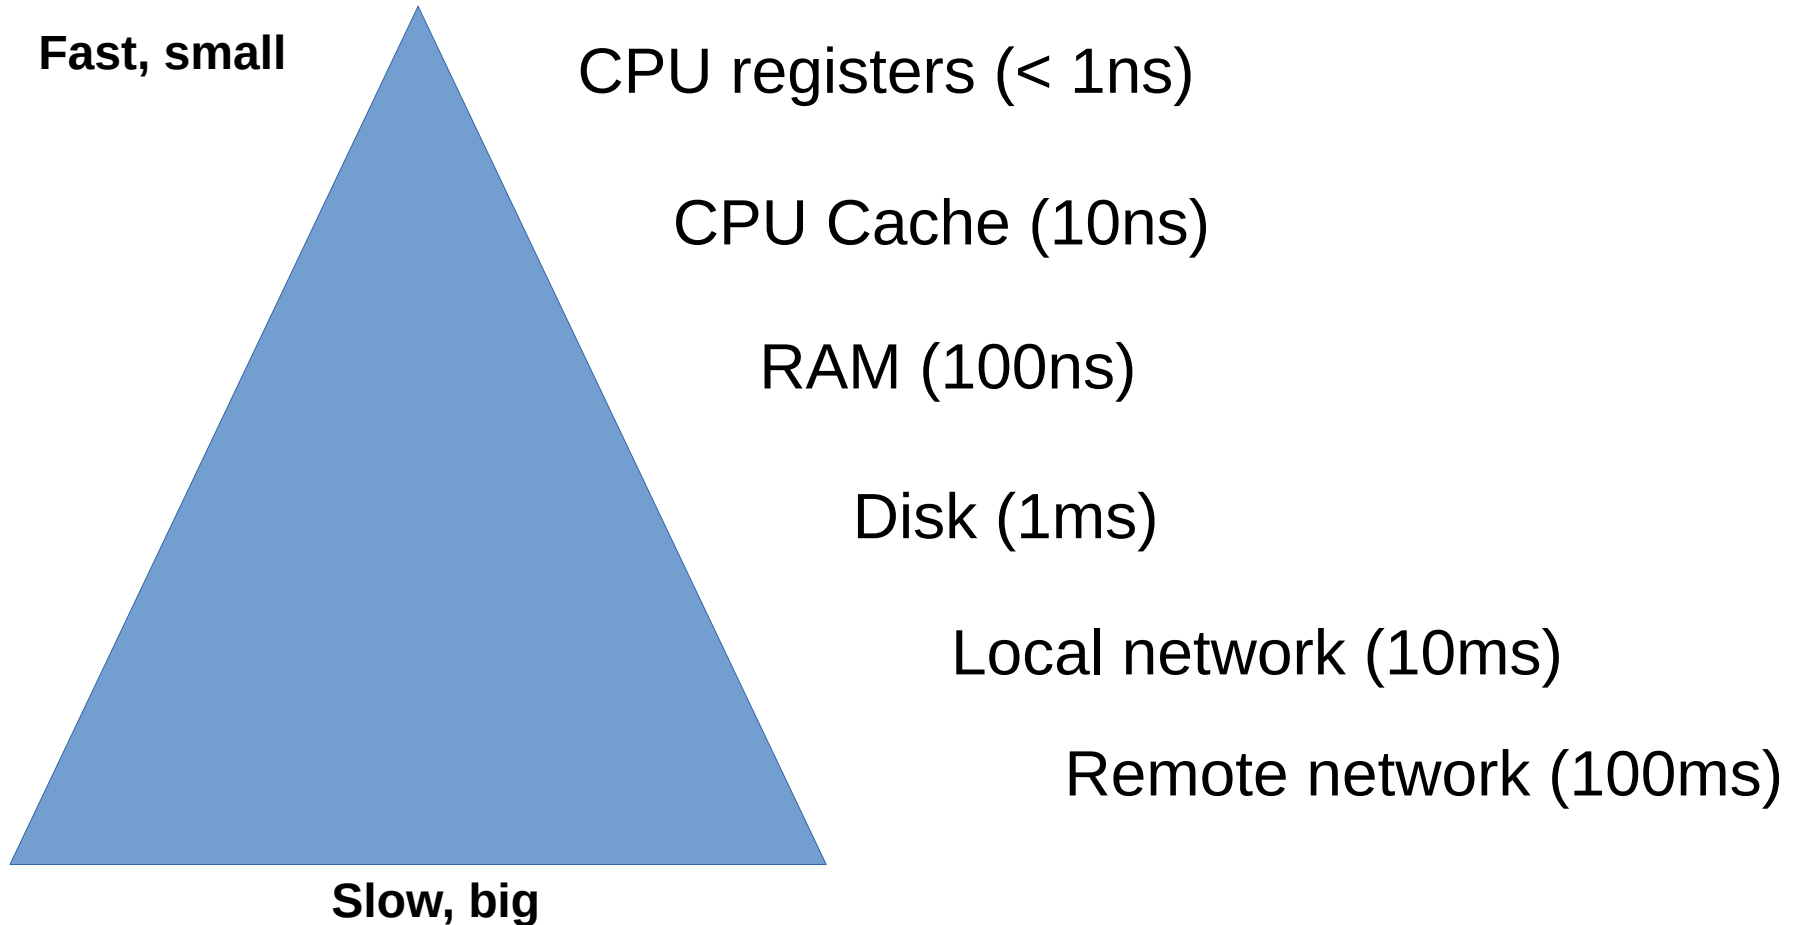 Fast, small
CPU registers (< 1ns)
CPU Cache (10ns)
RAM (100ns)
Disk (1ms)
Local network (10ms)
Remote network (100ms)
Slow, big